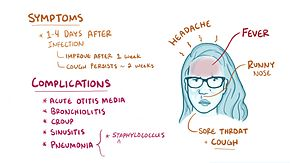 SYMPTOMS
* 1-4 DAYS AFTER
INFECTION
IMPROVE AFTER 1 WEEK
COUGH PERSISTS ~ 2 WEEKS
COMPLICATIONS
* ACUTE OTITIS MEDIA
* BRONCHIOLITIS
* CROUP
* SINUSITIS
* PNEUMONIA
* STAPHYLOCOCCUS
HEADACHE
FEVER
RUNNY
NOSE
SORE THROAT
+ COUGH